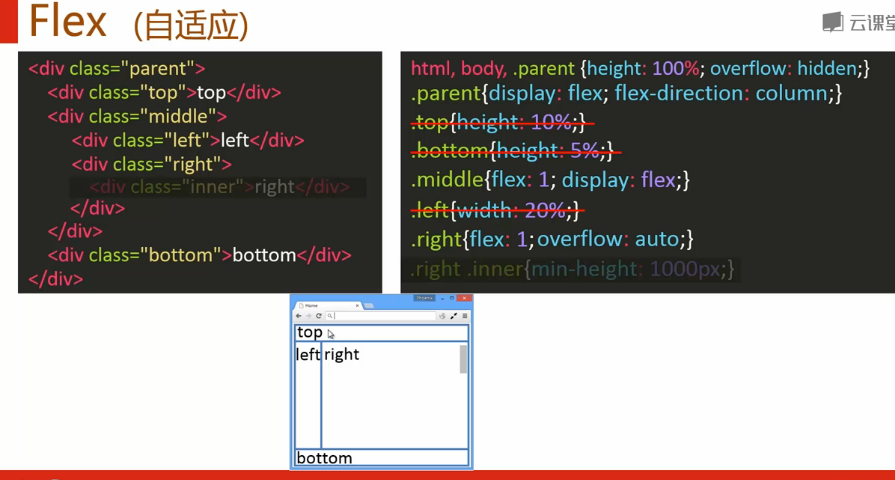 Flex (自适应)
云课堂
<div class="parent">
<div class="top">top</div>
<div class="middle">
<div class="left">left</div>
<div class="right">
<div class="inner">right</div>
</div>
</div>
<div class="bottom">bottom</div>
</div>
html, body, .parent {height: 100%; overflow: hidden;}
.parent{display: flex; flex-direction: column;}
.top{height: 10%;}
.bottom{height: 5%;}
.middle{flex: 1; display: flex;}
.left{width: 20%;}
.right{flex: 1;overflow: auto;}
.right .inner{min-height: 1000px;}
top
left right
bottom